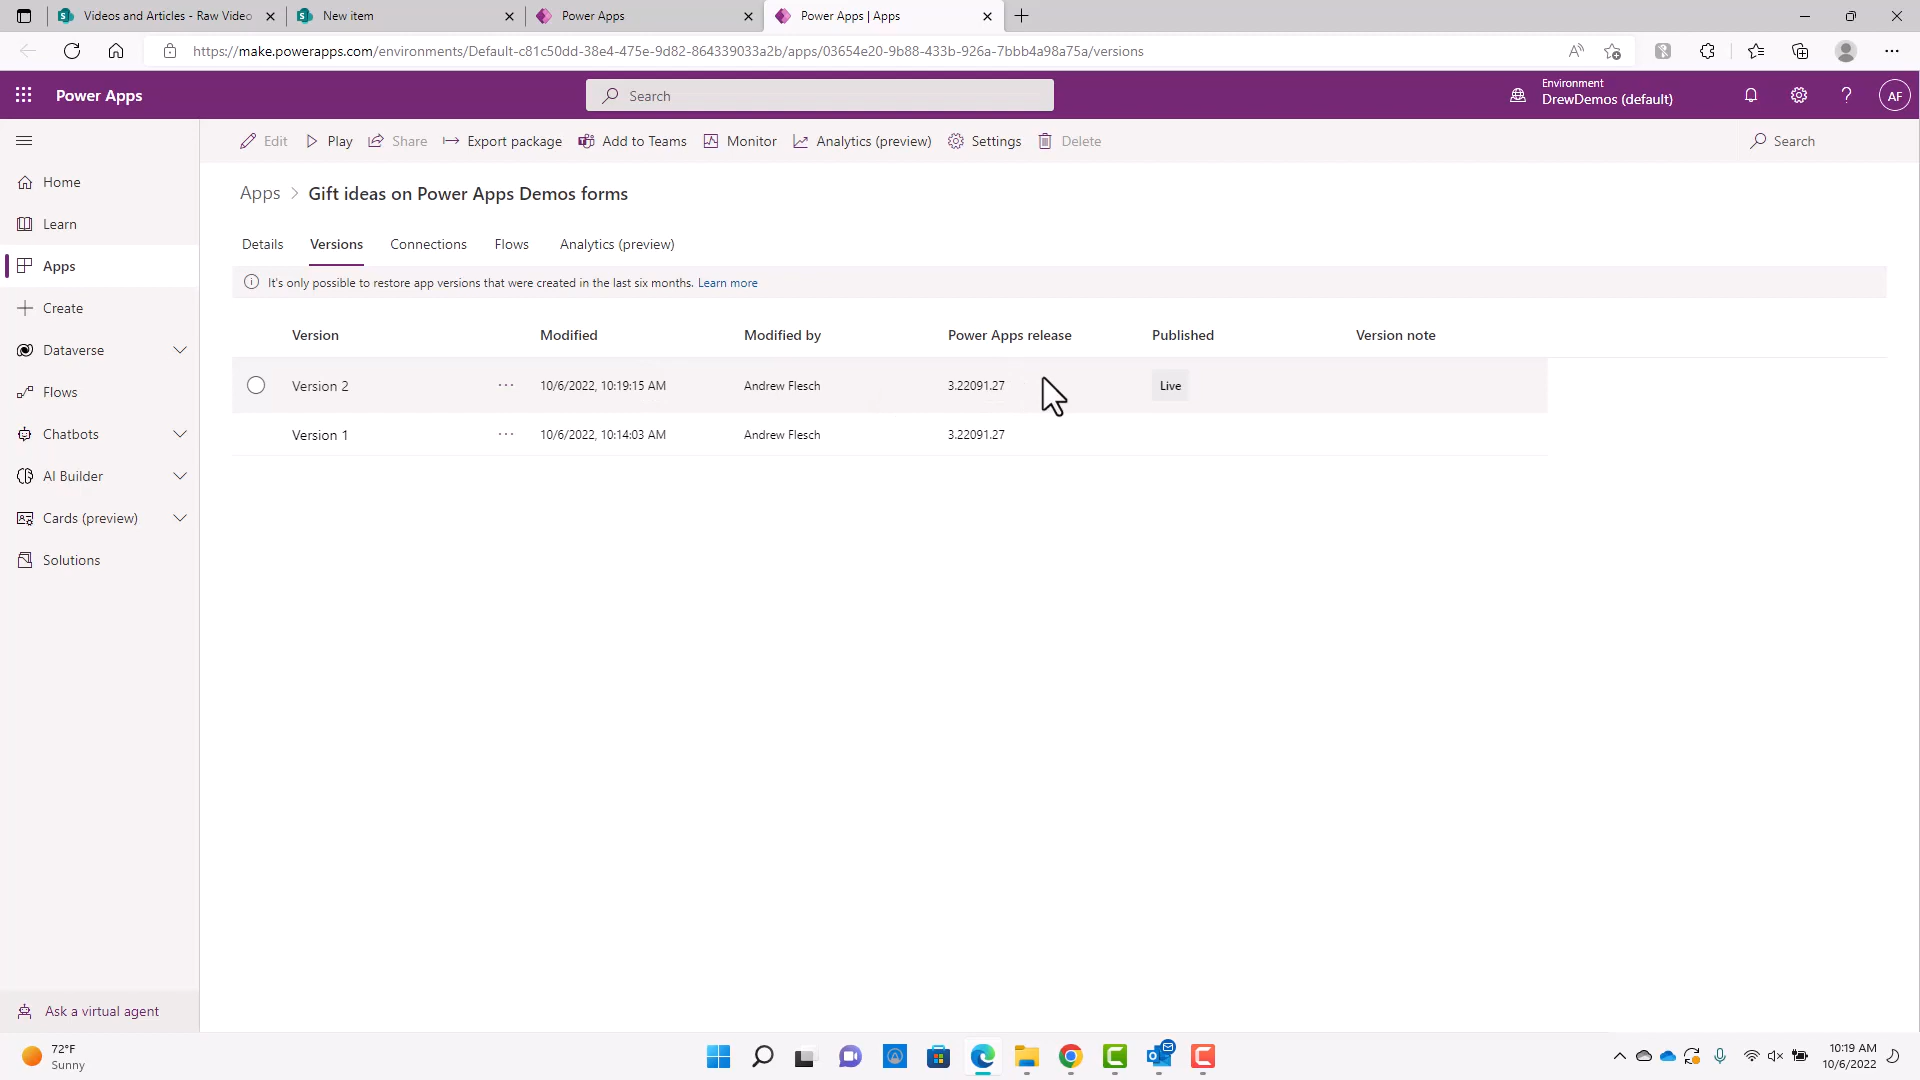 Videos and Articles - Raw Video
New item
Power Apps
Power Apps | Apps
https://make.powerapps.com/environments/Default-c81c50dd-38e4-475e-9d82-864339033a2b/apps/03654e20-9b88-433b-926a-7bbb4a98a75a/versions
Power Apps
Search
Environment
DrewDemos (default)
AF
Edit
Play
Share
Export package
Add to Teams
Monitor
Analytics (preview)
Settings
Delete
Search
Home
Learn
Apps
Create
Dataverse
Flows
Chatbots
AI Builder
Cards (preview)
Solutions
Ask a virtual agent
Apps > Gift ideas on Power Apps Demos forms
Details
Versions
Connections
Flows
Analytics (preview)
It's only possible to restore app versions that were created in the last six months. Learn more
Version Modified Modified by Power Apps release Published Version note
Version 2 ... 10/6/2022, 10:19:15 AM Andrew Flesch 3.22091.27 Live
Version 1 ... 10/6/2022, 10:14:03 AM Andrew Flesch 3.22091.27
72°F
Sunny
10:19 AM
10/6/2022